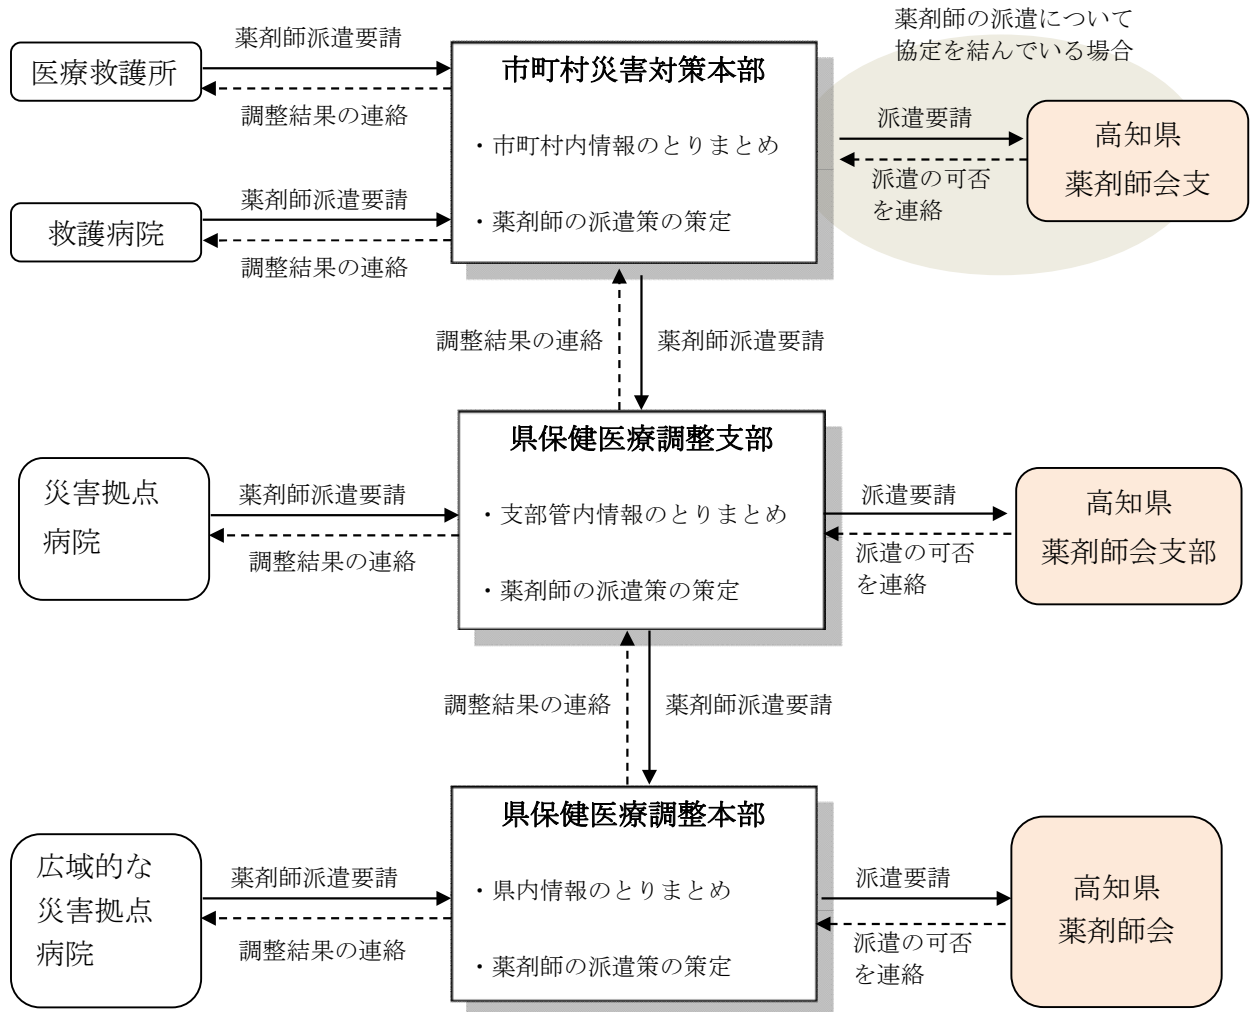 薬剤師の派遣について
協定を結んでいる場合
医療救護所
薬剤師派遣要請
調整結果の連絡
救護病院
薬剤師派遣要請
調整結果の連絡
市町村災害対策本部
・市町村内情報のとりまとめ
・薬剤師の派遣策の策定
派遣要請
派遣の可否
を連絡
高知県
薬剤師会支
調整結果の連絡
薬剤師派遣要請
災害拠点
病院
薬剤師派遣要請
調整結果の連絡
県保健医療調整支部
・支部管内情報のとりまとめ
・薬剤師の派遣策の策定
派遣要請
派遣の可否
を連絡
高知県
薬剤師会支部
調整結果の連絡
薬剤師派遣要請
広域的な
災害拠点
病院
薬剤師派遣要請
調整結果の連絡
県保健医療調整本部
・県内情報のとりまとめ
・薬剤師の派遣策の策定
派遣要請
派遣の可否
を連絡
高知県
薬剤師会